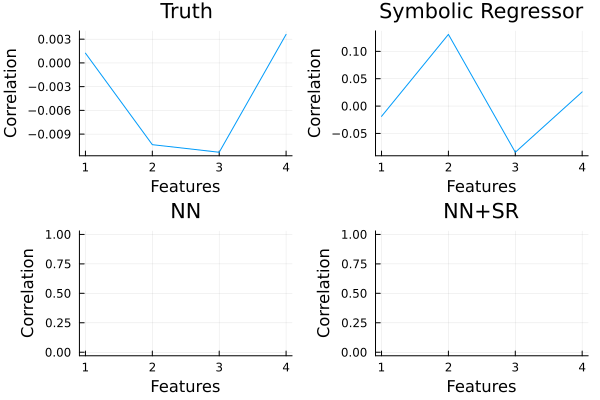 Truth
Correlation
0.003
0.000
−0.003
−0.006
−0.009
1 2 3 4
Features
Symbolic Regressor
Correlation
0.10
0.05
0.00
−0.05
1 2 3 4
Features
NN
Correlation
1.00
0.75
0.50
0.25
0.00
1 2 3 4
Features
NN+SR
Correlation
1.00
0.75
0.50
0.25
0.00
1 2 3 4
Features